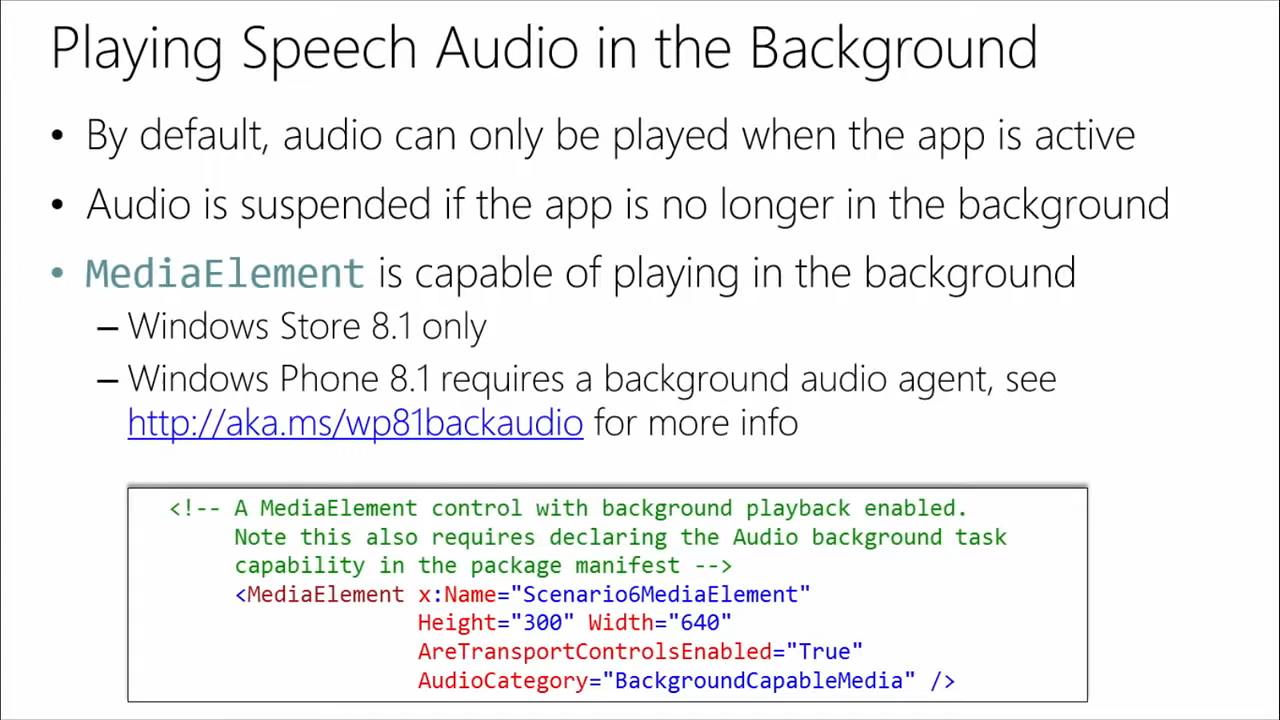 Playing Speech Audio in the Background
• By default, audio can only be played when the app is active
• Audio is suspended if the app is no longer in the background
• MediaElement is capable of playing in the background
– Windows Store 8.1 only
– Windows Phone 8.1 requires a background audio agent, see
http://aka.ms/wp81backaudio for more info
<!-- A MediaElement control with background playback enabled.
Note this also requires declaring the Audio background task
capability in the package manifest -->
<MediaElement x:Name="Scenario6MediaElement"
Height="300" Width="640"
AreTransportControlsEnabled="True"
AudioCategory="BackgroundCapableMedia" />